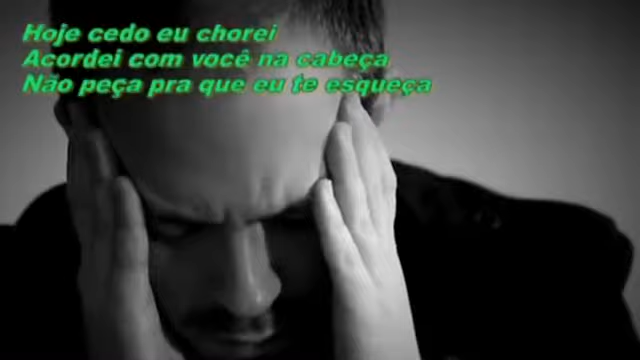 Hoje cedo eu chorei
Acordei com você na cabeça
Não peça pra que eu te esqueça